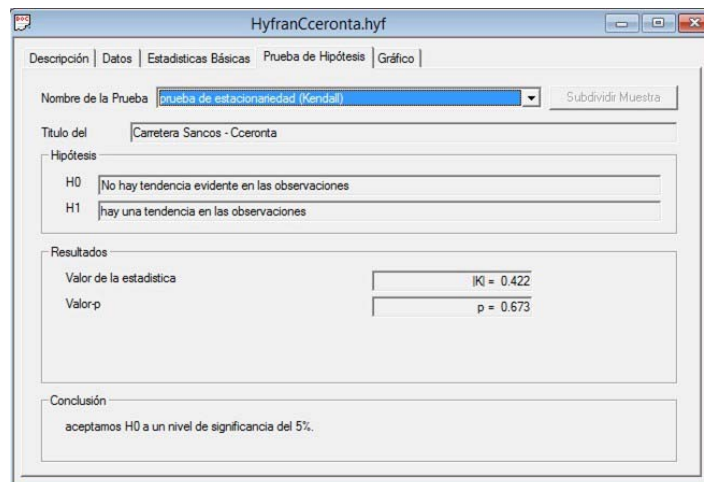 HyfranCceronta.hyf
Descripción Datos Estadisticas Básicas Prueba de Hipótesis Gráfico
Nombre de la Prueba prueba de estacionariedad (Kendall) Subdividir Muestra
Titulo del Carretera Sancos - Cceronta
Hipótesis
H0 No hay tendencia evidente en las observaciones
H1 hay una tendencia en las observaciones
Resultados
Valor de la estadistica |K| = 0.422
Valor-p p = 0.673
Conclusión
aceptamos H0 a un nivel de significancia del 5%.